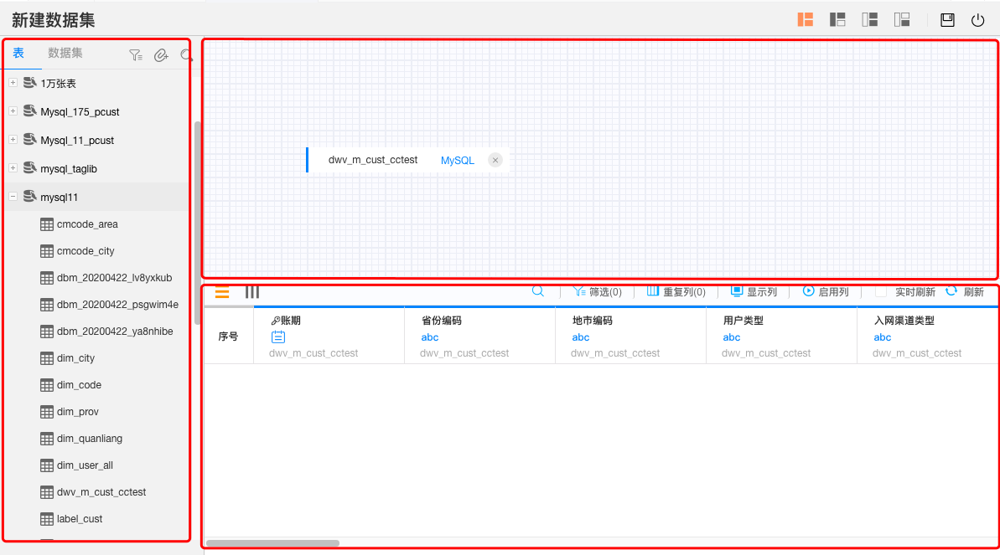 新建数据集
表 数据集
1万张表
Mysql_175_pcust
Mysql_11_pcust
mysql_taglib
mysql11
cmcode_area
cmcode_city
dbm_20200422_lv8yxkub
dbm_20200422_psgwim4e
dbm_20200422_ya8nhibe
dim_city
dim_code
dim_prov
dim_quanliang
dim_user_all
dwv_m_cust_cctest
label_cust
dwv_m_cust_cctest MySQL
筛选(0) 重复列(0) 显示列 启用列 实时刷新 刷新
序号
账期 省份编码 地市编码 用户类型 入网渠道类型
abc abc abc abc
dwv_m_cust_cctest dwv_m_cust_cctest dwv_m_cust_cctest dwv_m_cust_cctest dwv_m_cust_cctest